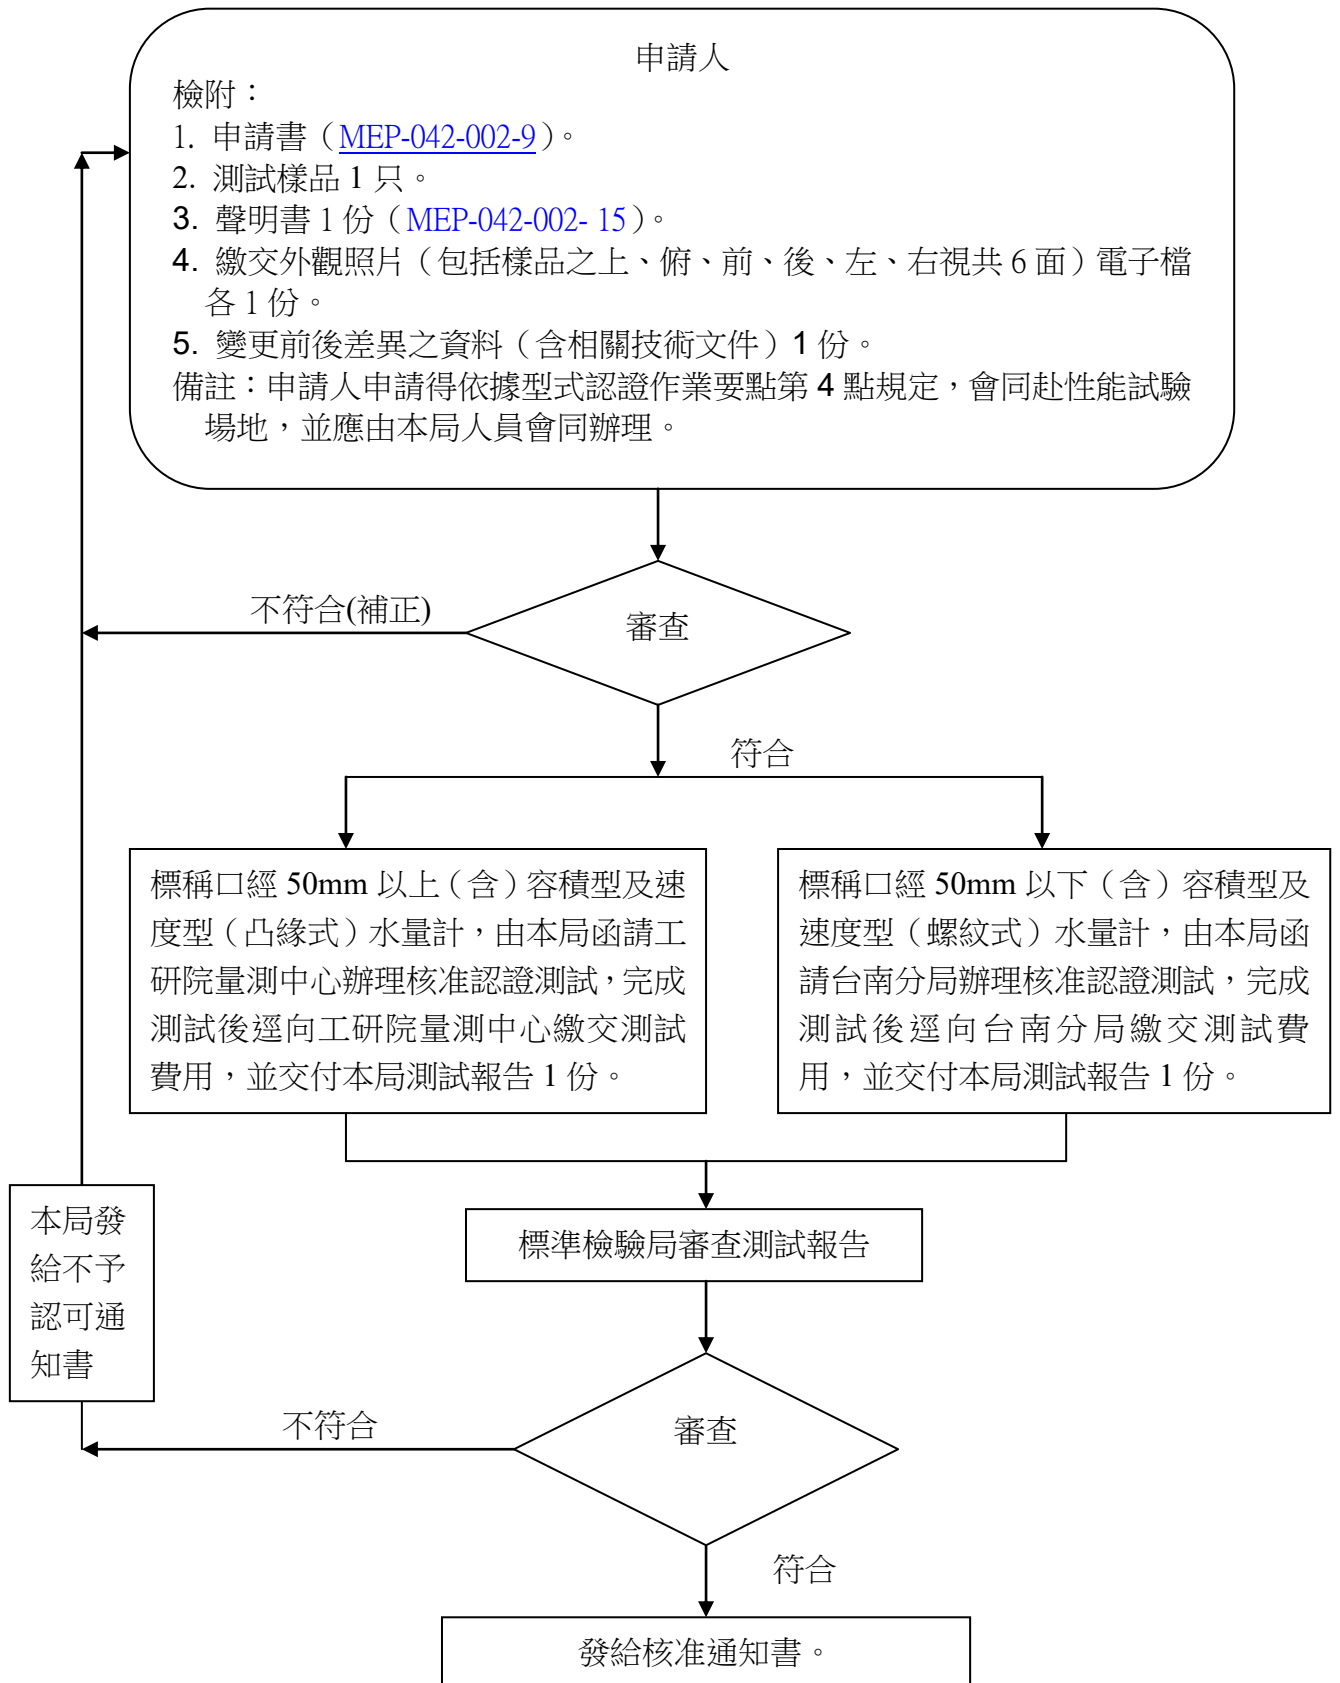 申請人
檢附：
1. 申請書（MEP-042-002-9）。
2. 測試樣品 1 只。
3. 聲明書 1 份（MEP-042-002- 15）。
4. 繳交外觀照片（包括樣品之上、俯、前、後、左、右視共 6 面）電子檔
各 1 份。
5. 變更前後差異之資料（含相關技術文件）1 份。
備註：申請人申請得依據型式認證作業要點第 4 點規定，會同赴性能試驗
場地，並應由本局人員會同辦理。
不符合(補正)
審查
符合
標稱口經 50mm 以上（含）容積型及速
度型（凸緣式）水量計，由本局函請工
研院量測中心辦理核准認證測試，完成
測試後逕向工研院量測中心繳交測試
費用，並交付本局測試報告 1 份。
標稱口經 50mm 以下（含）容積型及
速度型（螺紋式）水量計，由本局函
請台南分局辦理核准認證測試，完成
測試後逕向台南分局繳交測試費
用，並交付本局測試報告 1 份。
本局發
給不予
認可通
知書
標準檢驗局審查測試報告
不符合
審查
符合
發給核准通知書。